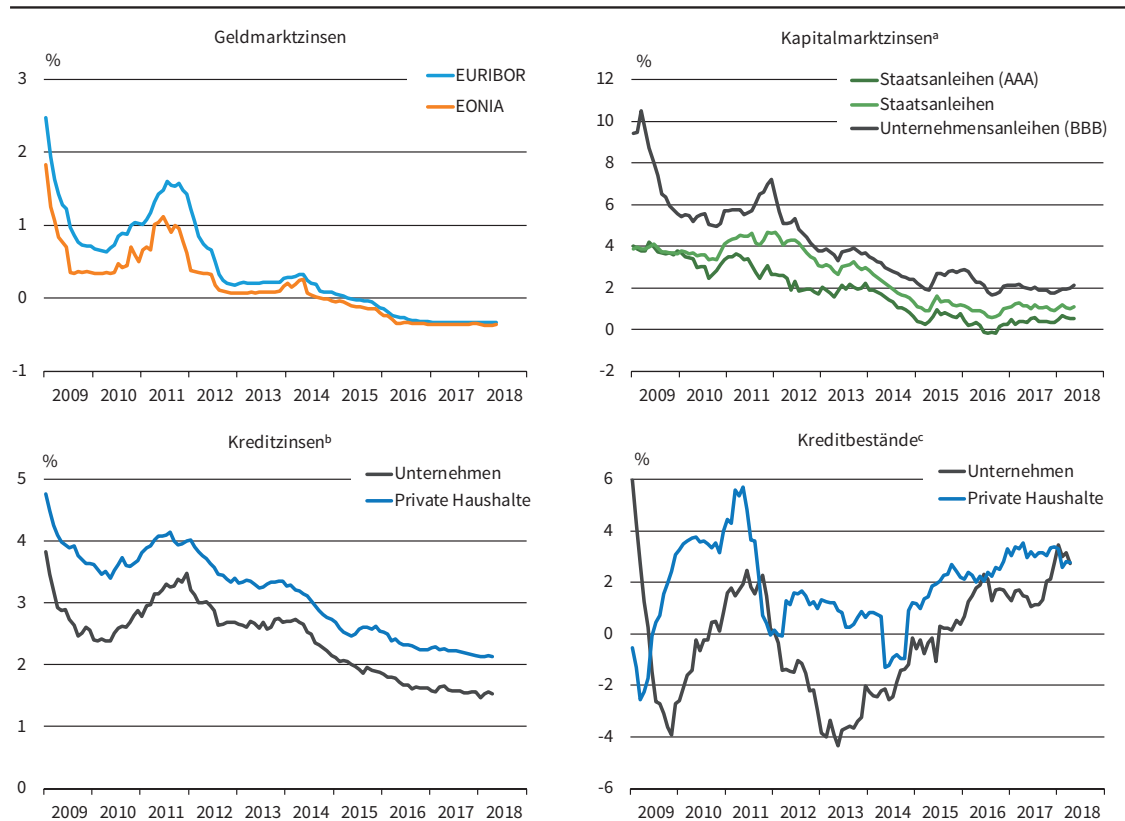 Geldmarktzinsen
%
EURIBOR
EONIA
3
2
1
0
-1
2009 2010 2011 2012 2013 2014 2015 2016 2017 2018
Kapitalmarktzinsenᵃ
%
Staatsanleihen (AAA)
Staatsanleihen
Unternehmensanleihen (BBB)
12
10
8
6
4
2
0
-2
2009 2010 2011 2012 2013 2014 2015 2016 2017 2018
Kreditzinsenᵇ
%
Unternehmen
Private Haushalte
5
4
3
2
1
0
2009 2010 2011 2012 2013 2014 2015 2016 2017 2018
Kreditbeständeᶜ
%
Unternehmen
Private Haushalte
6
4
2
0
-2
-4
-6
2009 2010 2011 2012 2013 2014 2015 2016 2017 2018